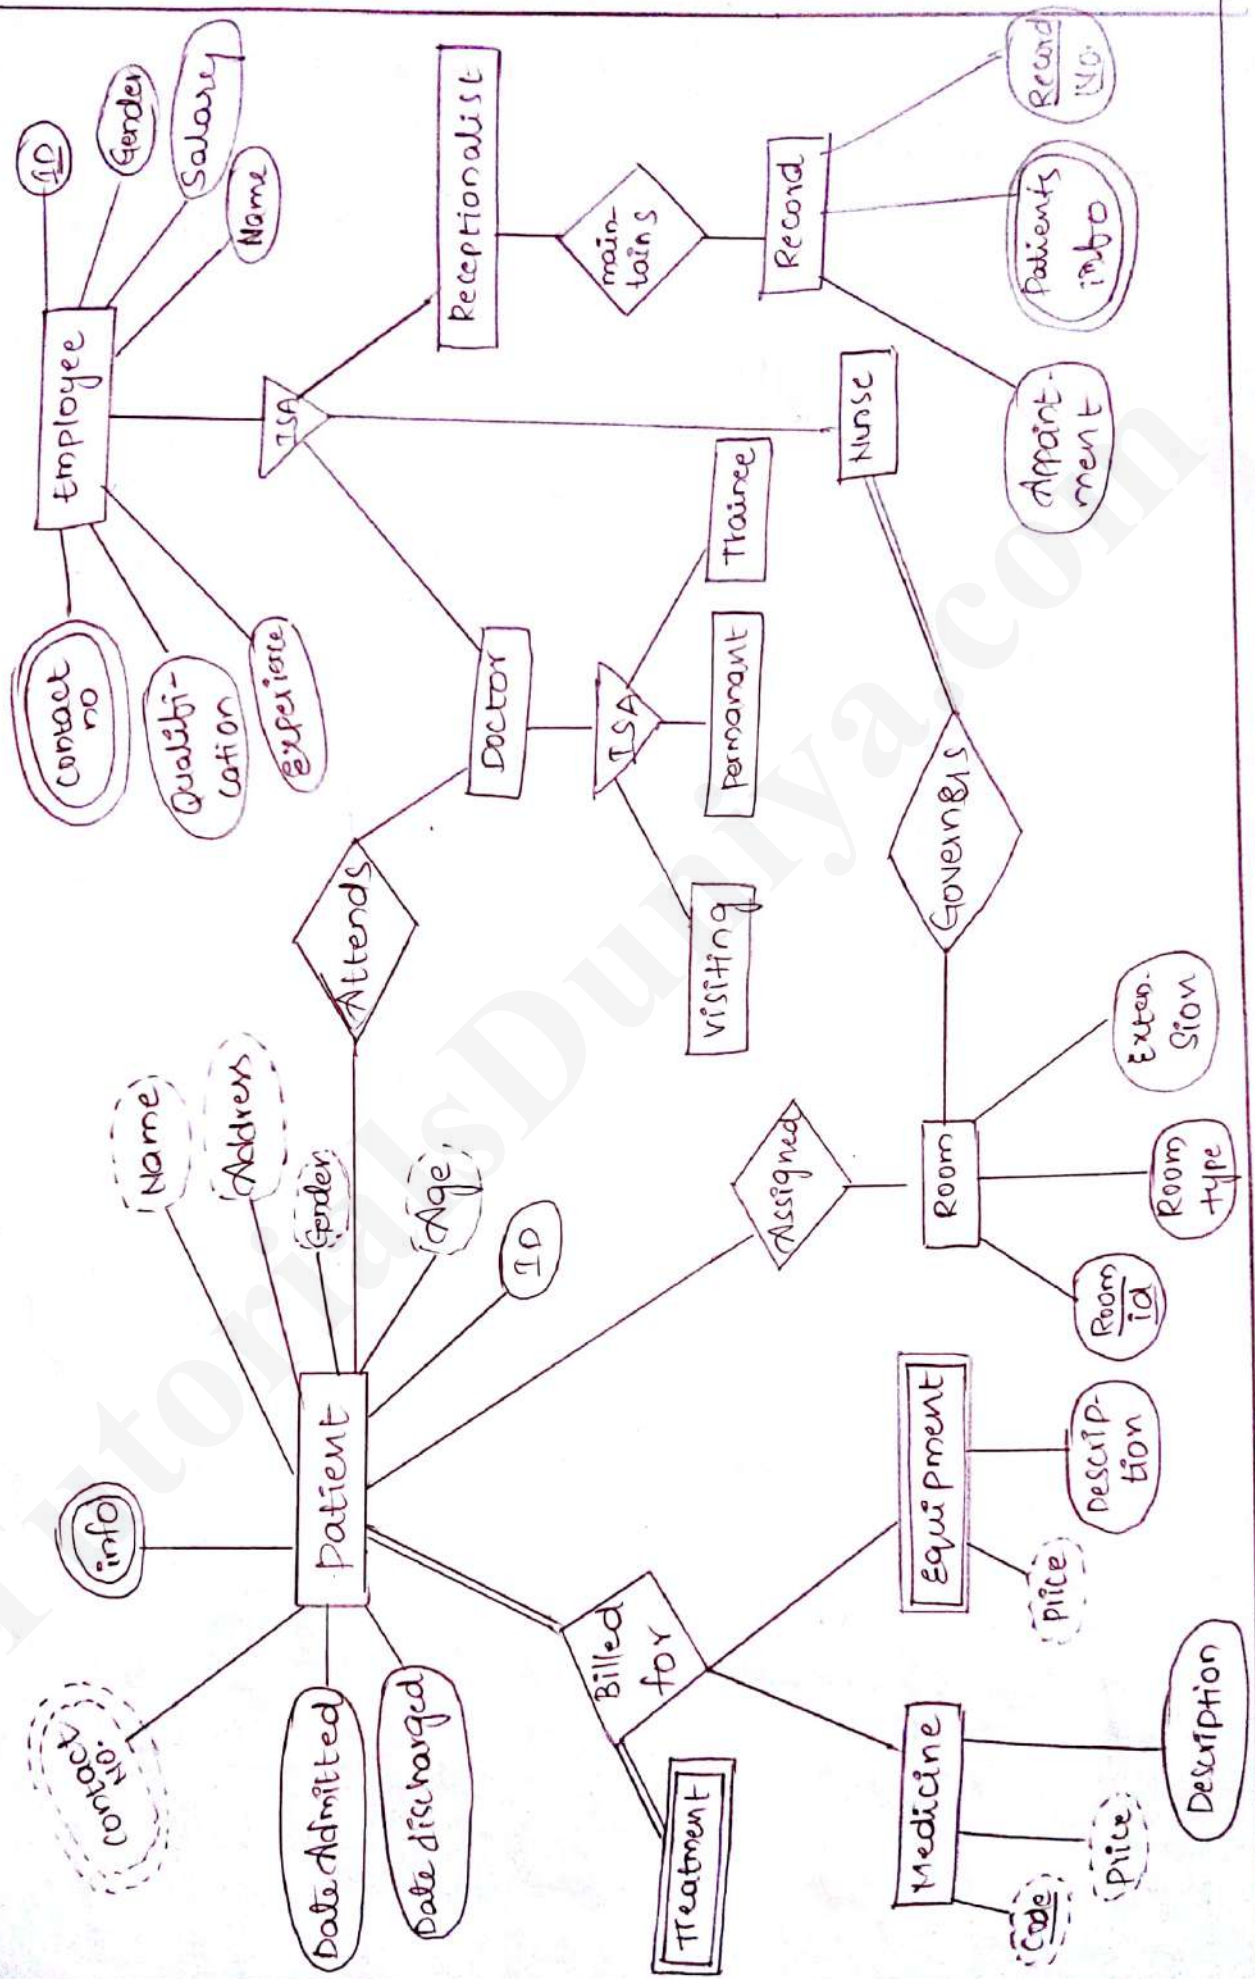 contact
No.
info
Name
Address
Gender
Age
ID
Date Admitted
Date discharged
Patient
Attends
contact
no
Qualifi-
cation
Experience
Employee
ID
Gender
Salary
Name
ISA
Doctor
Receptionalist
main-
tains
Record
Record
No.
Patients
info
Appoint-
ment
Nurse
ISA
Visiting
Permanant
Trainee
Governs
Assigned
Room
Exten-
sion
Room
type
Room
id
Billed
for
Treatment
Equipment
Price
Descrip-
tion
Medicine
Code
Price
Description
TutorialsDuniya.com